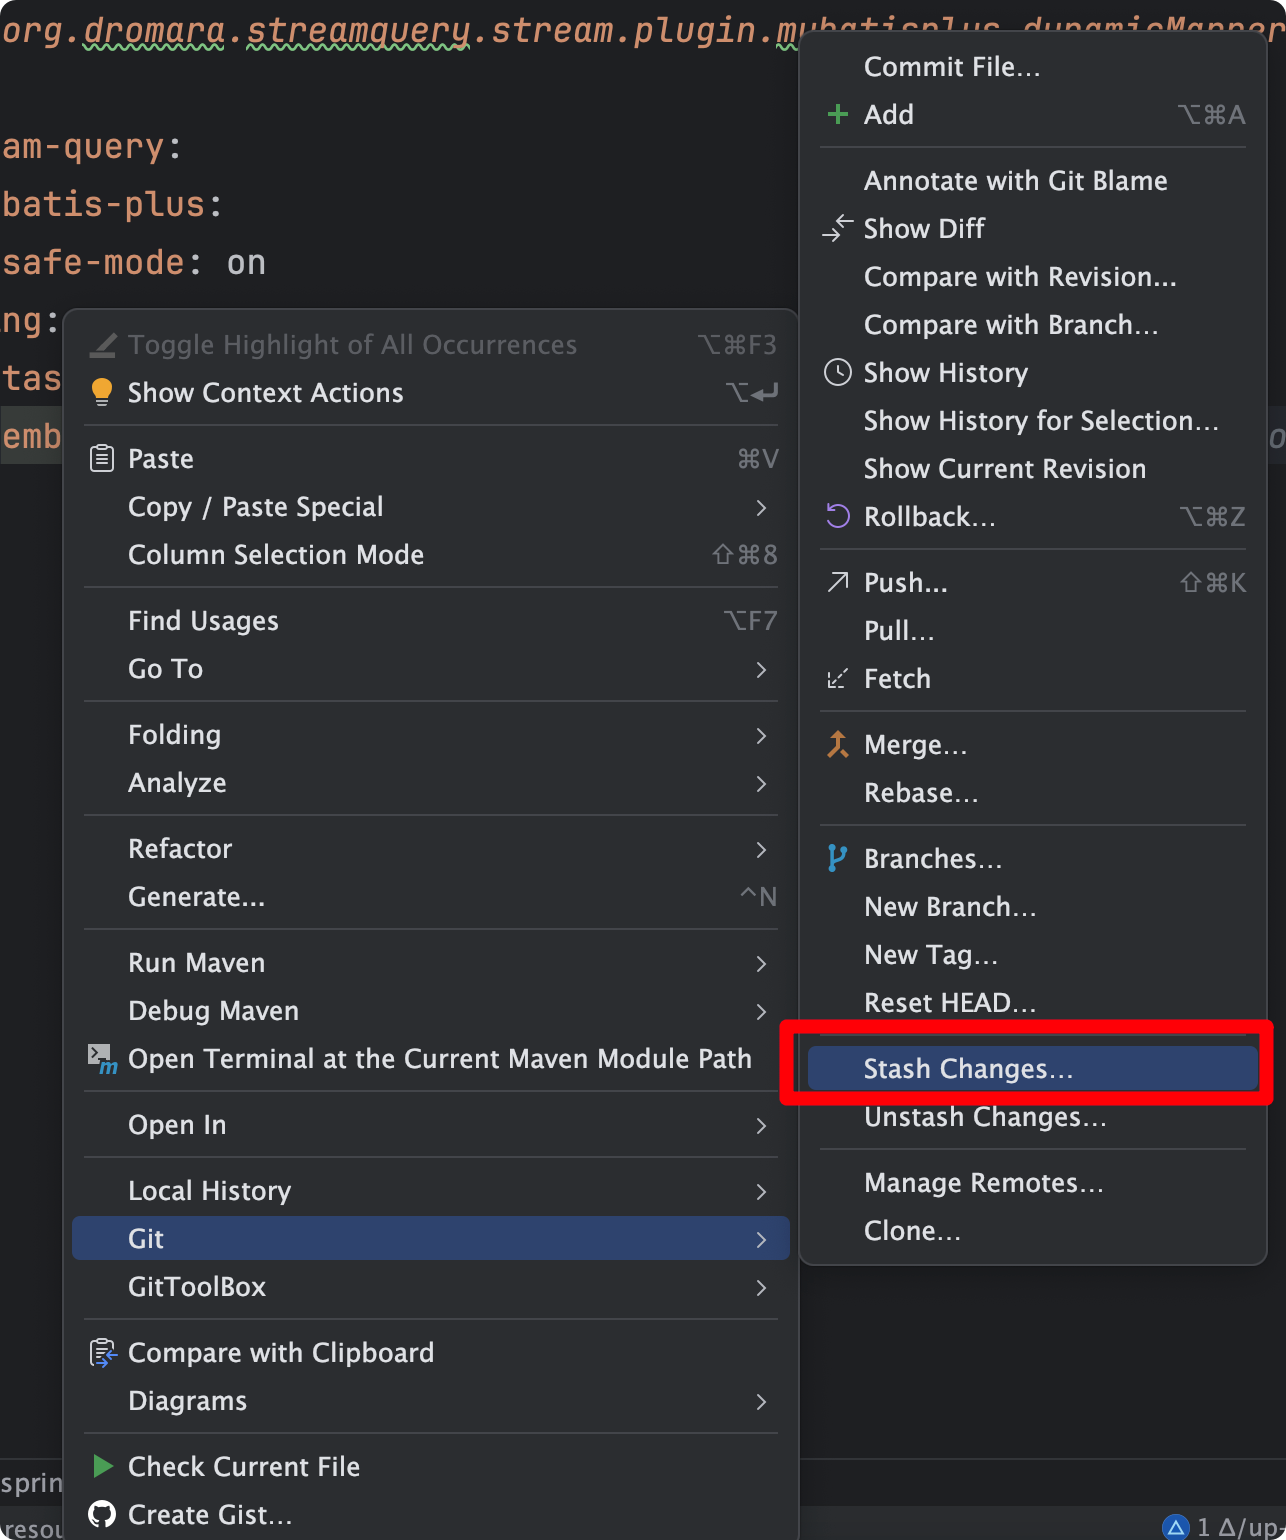 org.dromara.streamquery.stream.plugin.mybatisplus.dynamicMapper
am-query:
batis-plus:
safe-mode: on
ng:
tas
emb
Toggle Highlight of All Occurrences ⌥⌘F3
Show Context Actions ⌥↩
Paste ⌘V
Copy / Paste Special
Column Selection Mode ⇧⌘8
Find Usages ⌥F7
Go To
Folding
Analyze
Refactor
Generate... ^N
Run Maven
Debug Maven
Open Terminal at the Current Maven Module Path
Open In
Local History
Git
GitToolBox
Compare with Clipboard
Diagrams
Check Current File
Create Gist...
Commit File...
Add ⌥⌘A
Annotate with Git Blame
Show Diff
Compare with Revision...
Compare with Branch...
Show History
Show History for Selection...
Show Current Revision
Rollback... ⌥⌘Z
Push... ⇧⌘K
Pull...
Fetch
Merge...
Rebase...
Branches...
New Branch...
New Tag...
Reset HEAD...
Stash Changes...
Unstash Changes...
Manage Remotes...
Clone...
sprin
resou
1 ∆/up-